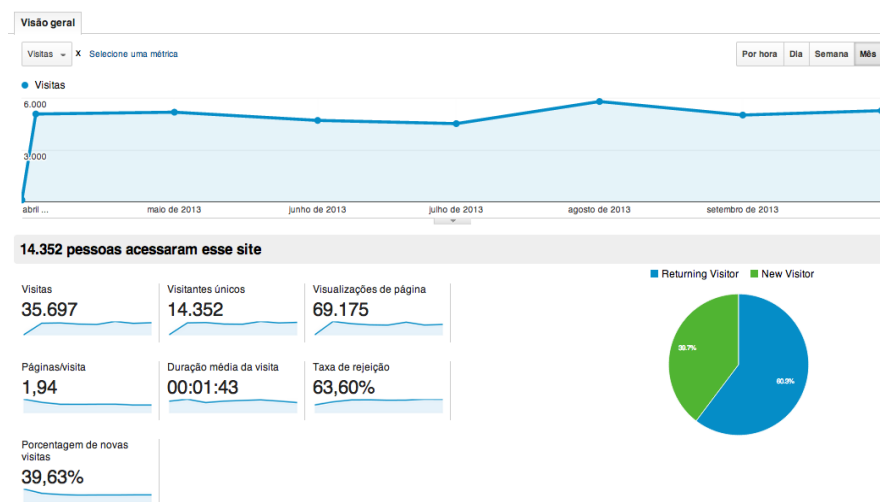 Visão geral
Visitas x Selecione uma métrica
Por hora Dia Semana Mês
Visitas
6.000
3.000
abril ... maio de 2013 junho de 2013 julho de 2013 agosto de 2013 setembro de 2013
14.352 pessoas acessaram esse site
Returning Visitor New Visitor
Visitas Visitantes únicos Visualizações de página
35.697 14.352 69.175
39.7%
60.3%
Páginas/visita Duração média da visita Taxa de rejeição
1,94 00:01:43 63,60%
Porcentagem de novas
visitas
39,63%